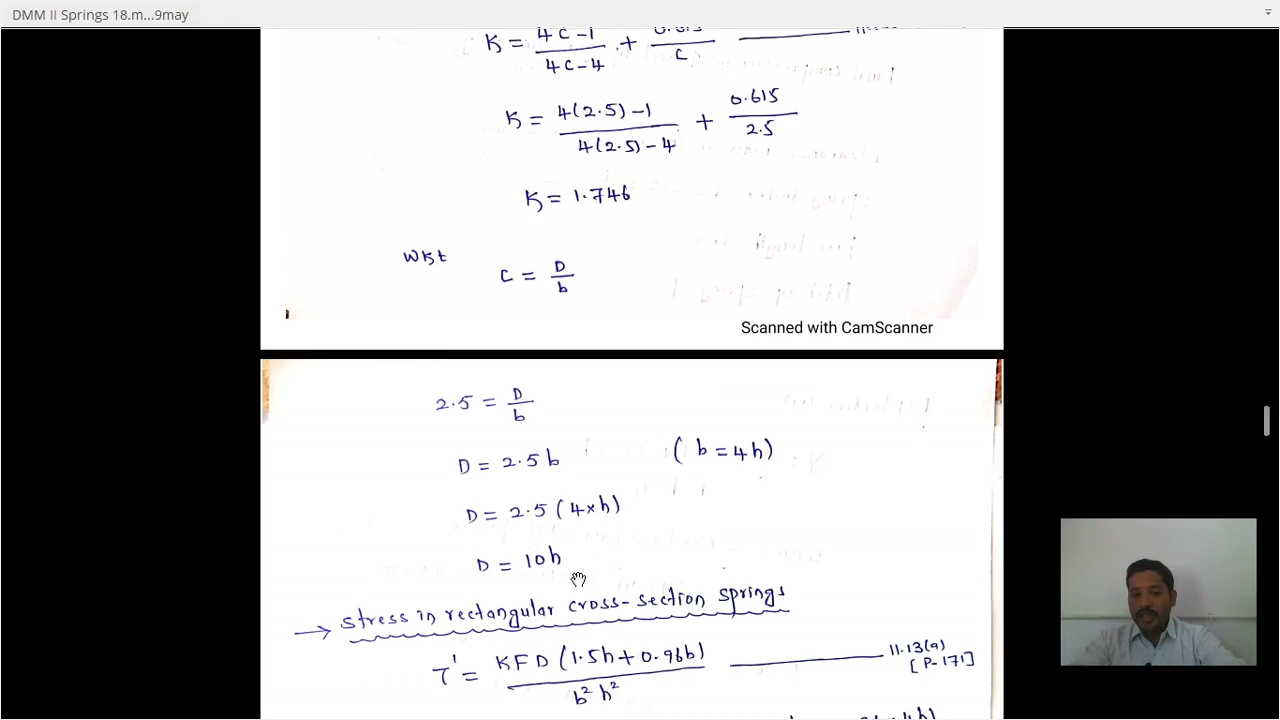 DMM II Springs 18.m...9may
K = 4C-1 / 4C-4 + 0.615 / C
K = 4(2.5)-1 / 4(2.5)-4 + 0.615 / 2.5
K = 1.746
WKt
C = D / b
Scanned with CamScanner
2.5 = D / b
D = 2.5b (b = 4h)
D = 2.5(4×h)
D = 10h
→ stress in rectangular cross-section springs
τ' = KFD(1.5h+0.96b) / b²h² 11.13(a)
[P-171]